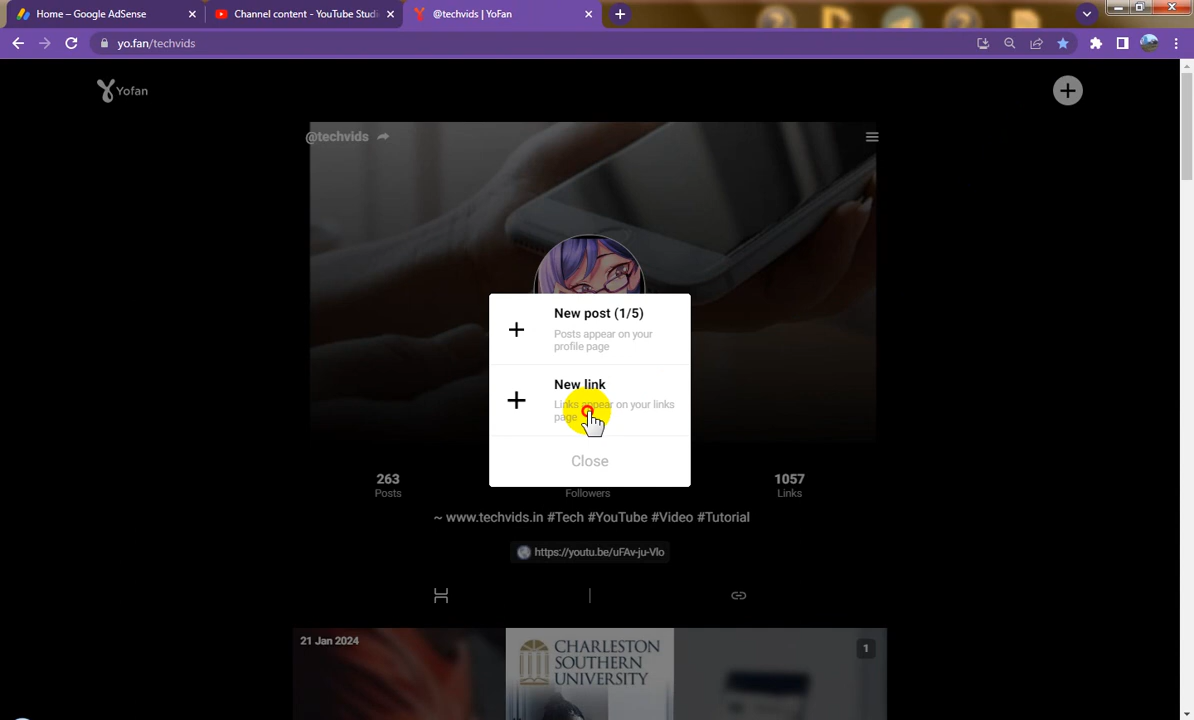 Home – Google AdSense
Channel content - YouTube Studi
@techvids | YoFan
yo.fan/techvids
Yofan
@techvids
New post (1/5)
Posts appear on your
profile page
New link
Links appear on your links
page
Close
263
Posts
Followers
1057
Links
~ www.techvids.in #Tech #YouTube #Video #Tutorial
https://youtu.be/uFAv-ju-Vlo
21 Jan 2024
CHARLESTON
SOUTHERN
UNIVERSITY
1